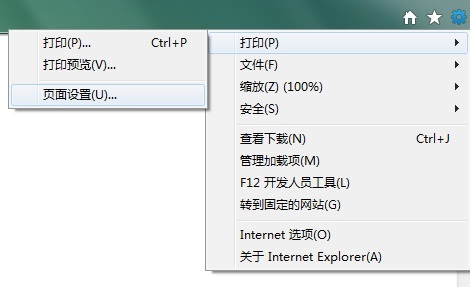 打印(P)... Ctrl+P
打印预览(V)...
页面设置(U)...
打印(P)
文件(F)
缩放(Z) (100%)
安全(S)
查看下载(N) Ctrl+J
管理加载项(M)
F12 开发人员工具(L)
转到固定的网站(G)
Internet 选项(O)
关于 Internet Explorer(A)